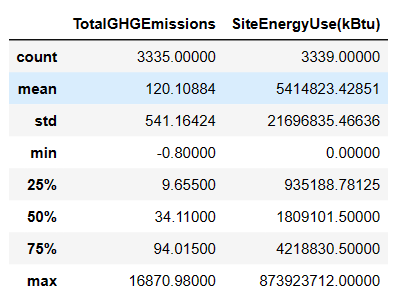 TotalGHGEmissions SiteEnergyUse(kBtu)
count 3335.00000 3339.00000
mean 120.10884 5414823.42851
std 541.16424 21696835.46636
min -0.80000 0.00000
25% 9.65500 935188.78125
50% 34.11000 1809101.50000
75% 94.01500 4218830.50000
max 16870.98000 873923712.00000